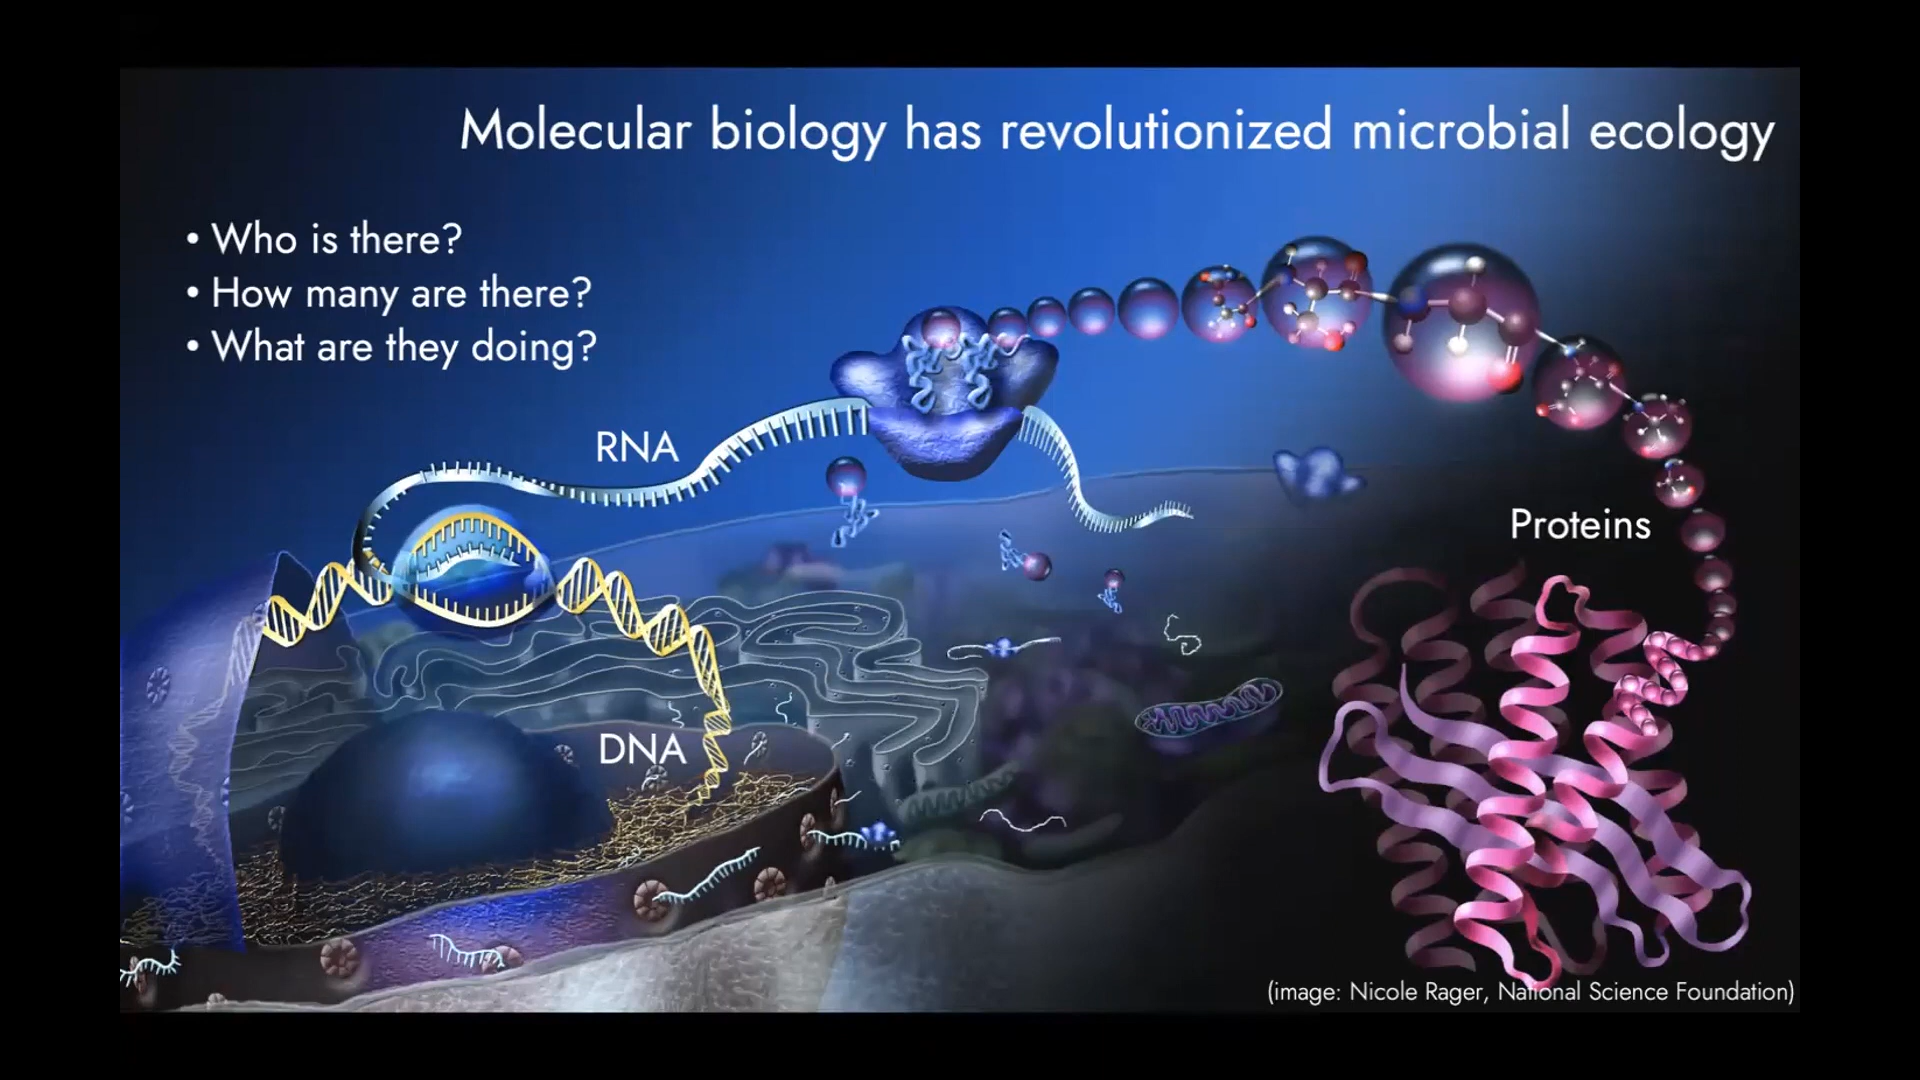 Molecular biology has revolutionized microbial ecology
• Who is there?
• How many are there?
• What are they doing?
RNA
Proteins
DNA
(image: Nicole Rager, National Science Foundation)